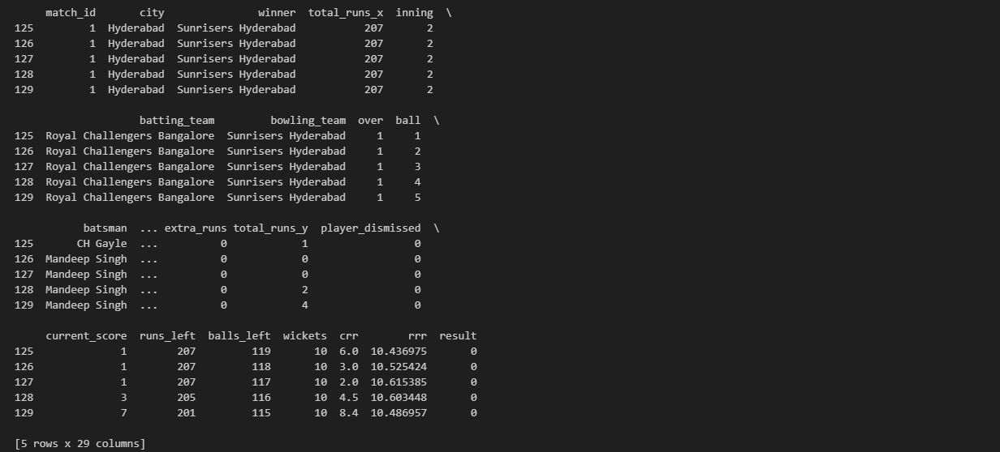 match_id       city               winner  total_runs_x  inning  \
125         1  Hyderabad  Sunrisers Hyderabad           207       2
126         1  Hyderabad  Sunrisers Hyderabad           207       2
127         1  Hyderabad  Sunrisers Hyderabad           207       2
128         1  Hyderabad  Sunrisers Hyderabad           207       2
129         1  Hyderabad  Sunrisers Hyderabad           207       2

                    batting_team         bowling_team  over  ball  \
125  Royal Challengers Bangalore  Sunrisers Hyderabad     1     1
126  Royal Challengers Bangalore  Sunrisers Hyderabad     1     2
127  Royal Challengers Bangalore  Sunrisers Hyderabad     1     3
128  Royal Challengers Bangalore  Sunrisers Hyderabad     1     4
129  Royal Challengers Bangalore  Sunrisers Hyderabad     1     5

           batsman  ... extra_runs total_runs_y  player_dismissed  \
125       CH Gayle  ...          0            1                 0
126  Mandeep Singh  ...          0            0                 0
127  Mandeep Singh  ...          0            0                 0
128  Mandeep Singh  ...          0            2                 0
129  Mandeep Singh  ...          0            4                 0

     current_score  runs_left  balls_left  wickets  crr        rrr  result
125              1        207         119       10  6.0  10.436975       0
126              1        207         118       10  3.0  10.525424       0
127              1        207         117       10  2.0  10.615385       0
128              3        205         116       10  4.5  10.603448       0
129              7        201         115       10  8.4  10.486957       0

[5 rows x 29 columns]